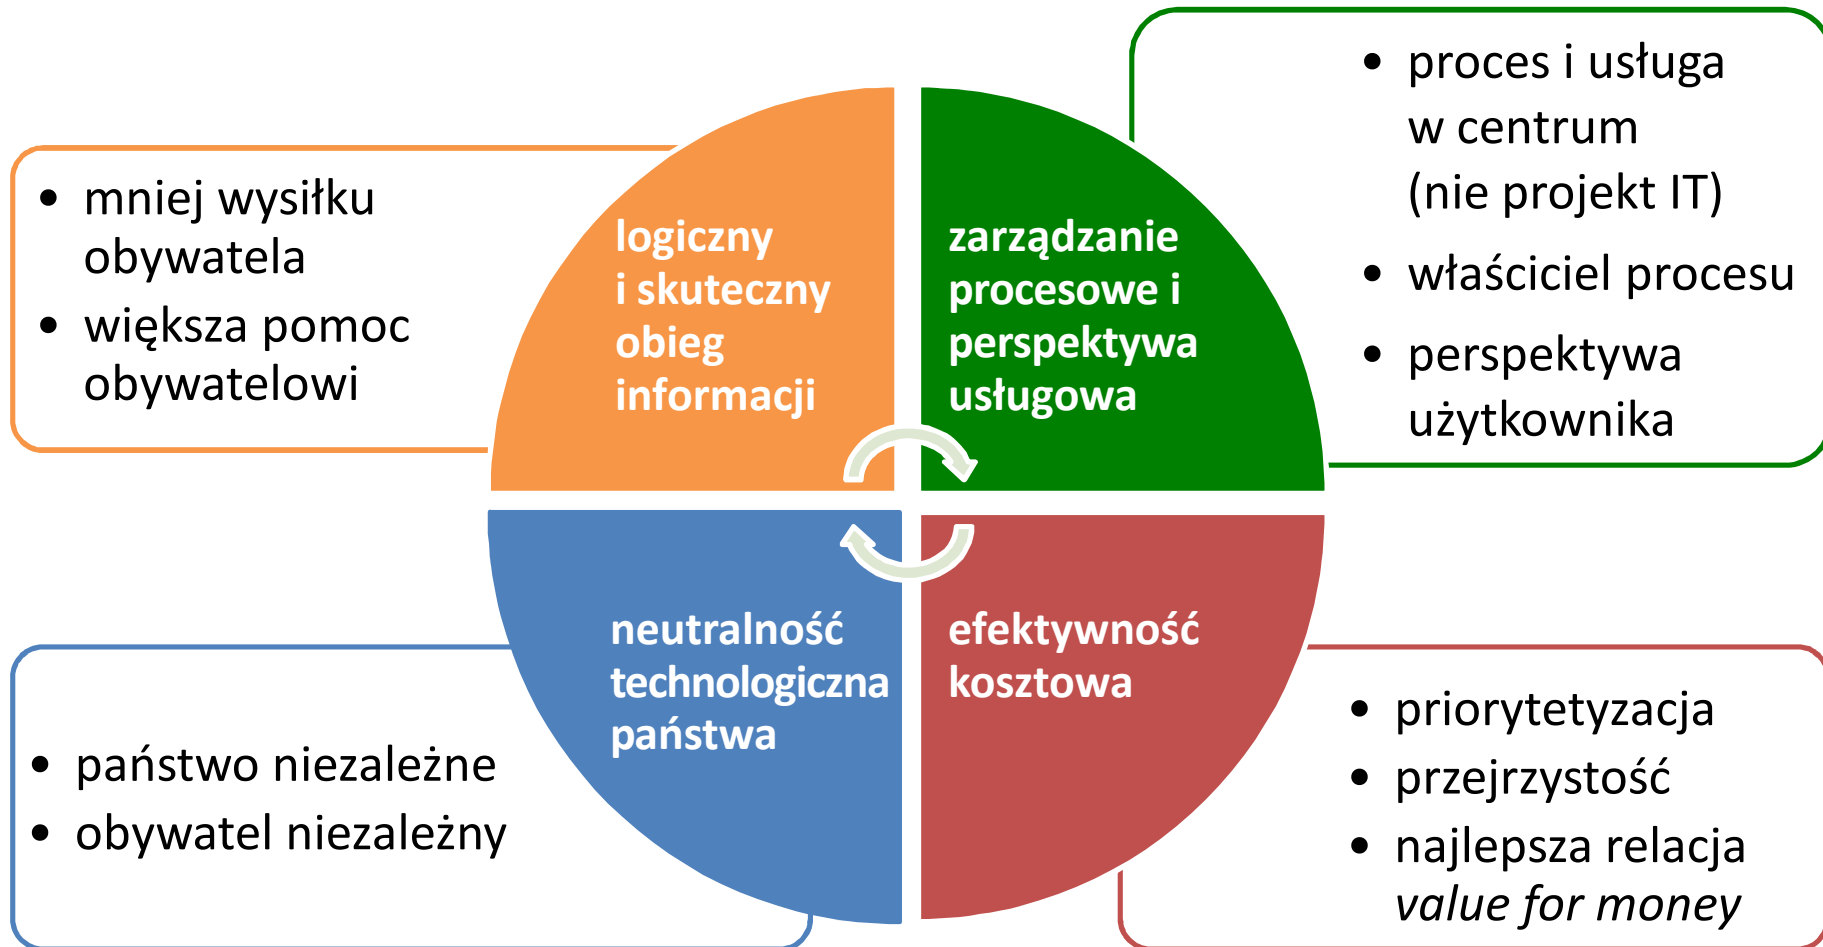 • mniej wysiłku
obywatela
• większa pomoc
obywatelowi
logiczny
i skuteczny
obieg
informacji
zarządzanie
procesowe i
perspektywa
usługowa
• proces i usługa
w centrum
(nie projekt IT)
• właściciel procesu
• perspektywa
użytkownika
• państwo niezależne
• obywatel niezależny
neutralność
technologiczna
państwa
efektywność
kosztowa
• priorytetyzacja
• przejrzystość
• najlepsza relacja
value for money